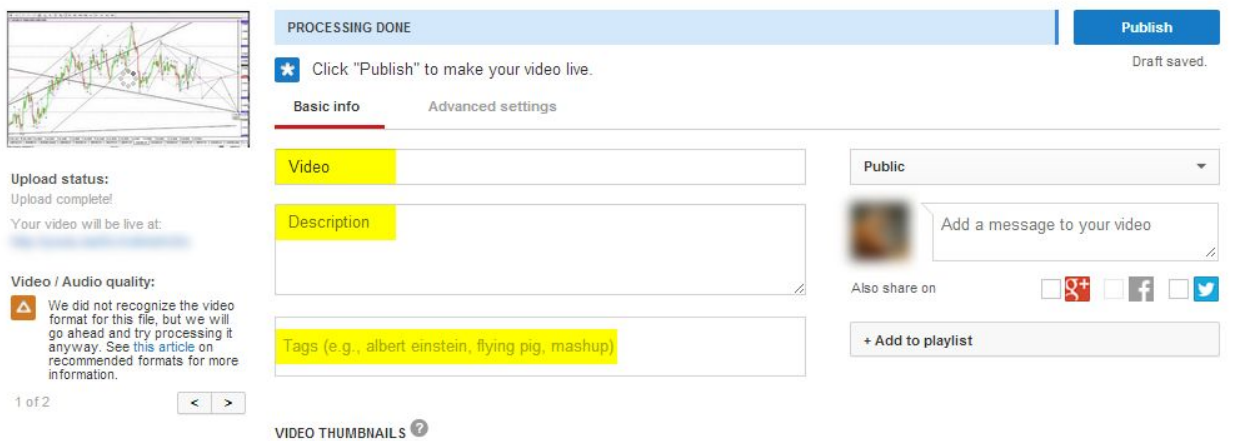 PROCESSING DONE
Publish
Click "Publish" to make your video live.
Draft saved.
Basic info
Advanced settings
Video
Public
Description
Add a message to your video
Also share on
g+
f
Tags (e.g., albert einstein, flying pig, mashup)
+ Add to playlist
VIDEO THUMBNAILS ?
Upload status:
Upload complete!
Your video will be live at:
Video / Audio quality:
We did not recognize the video
format for this file, but we will
go ahead and try processing it
anyway. See this article on
recommended formats for more
information.
1 of 2
< >